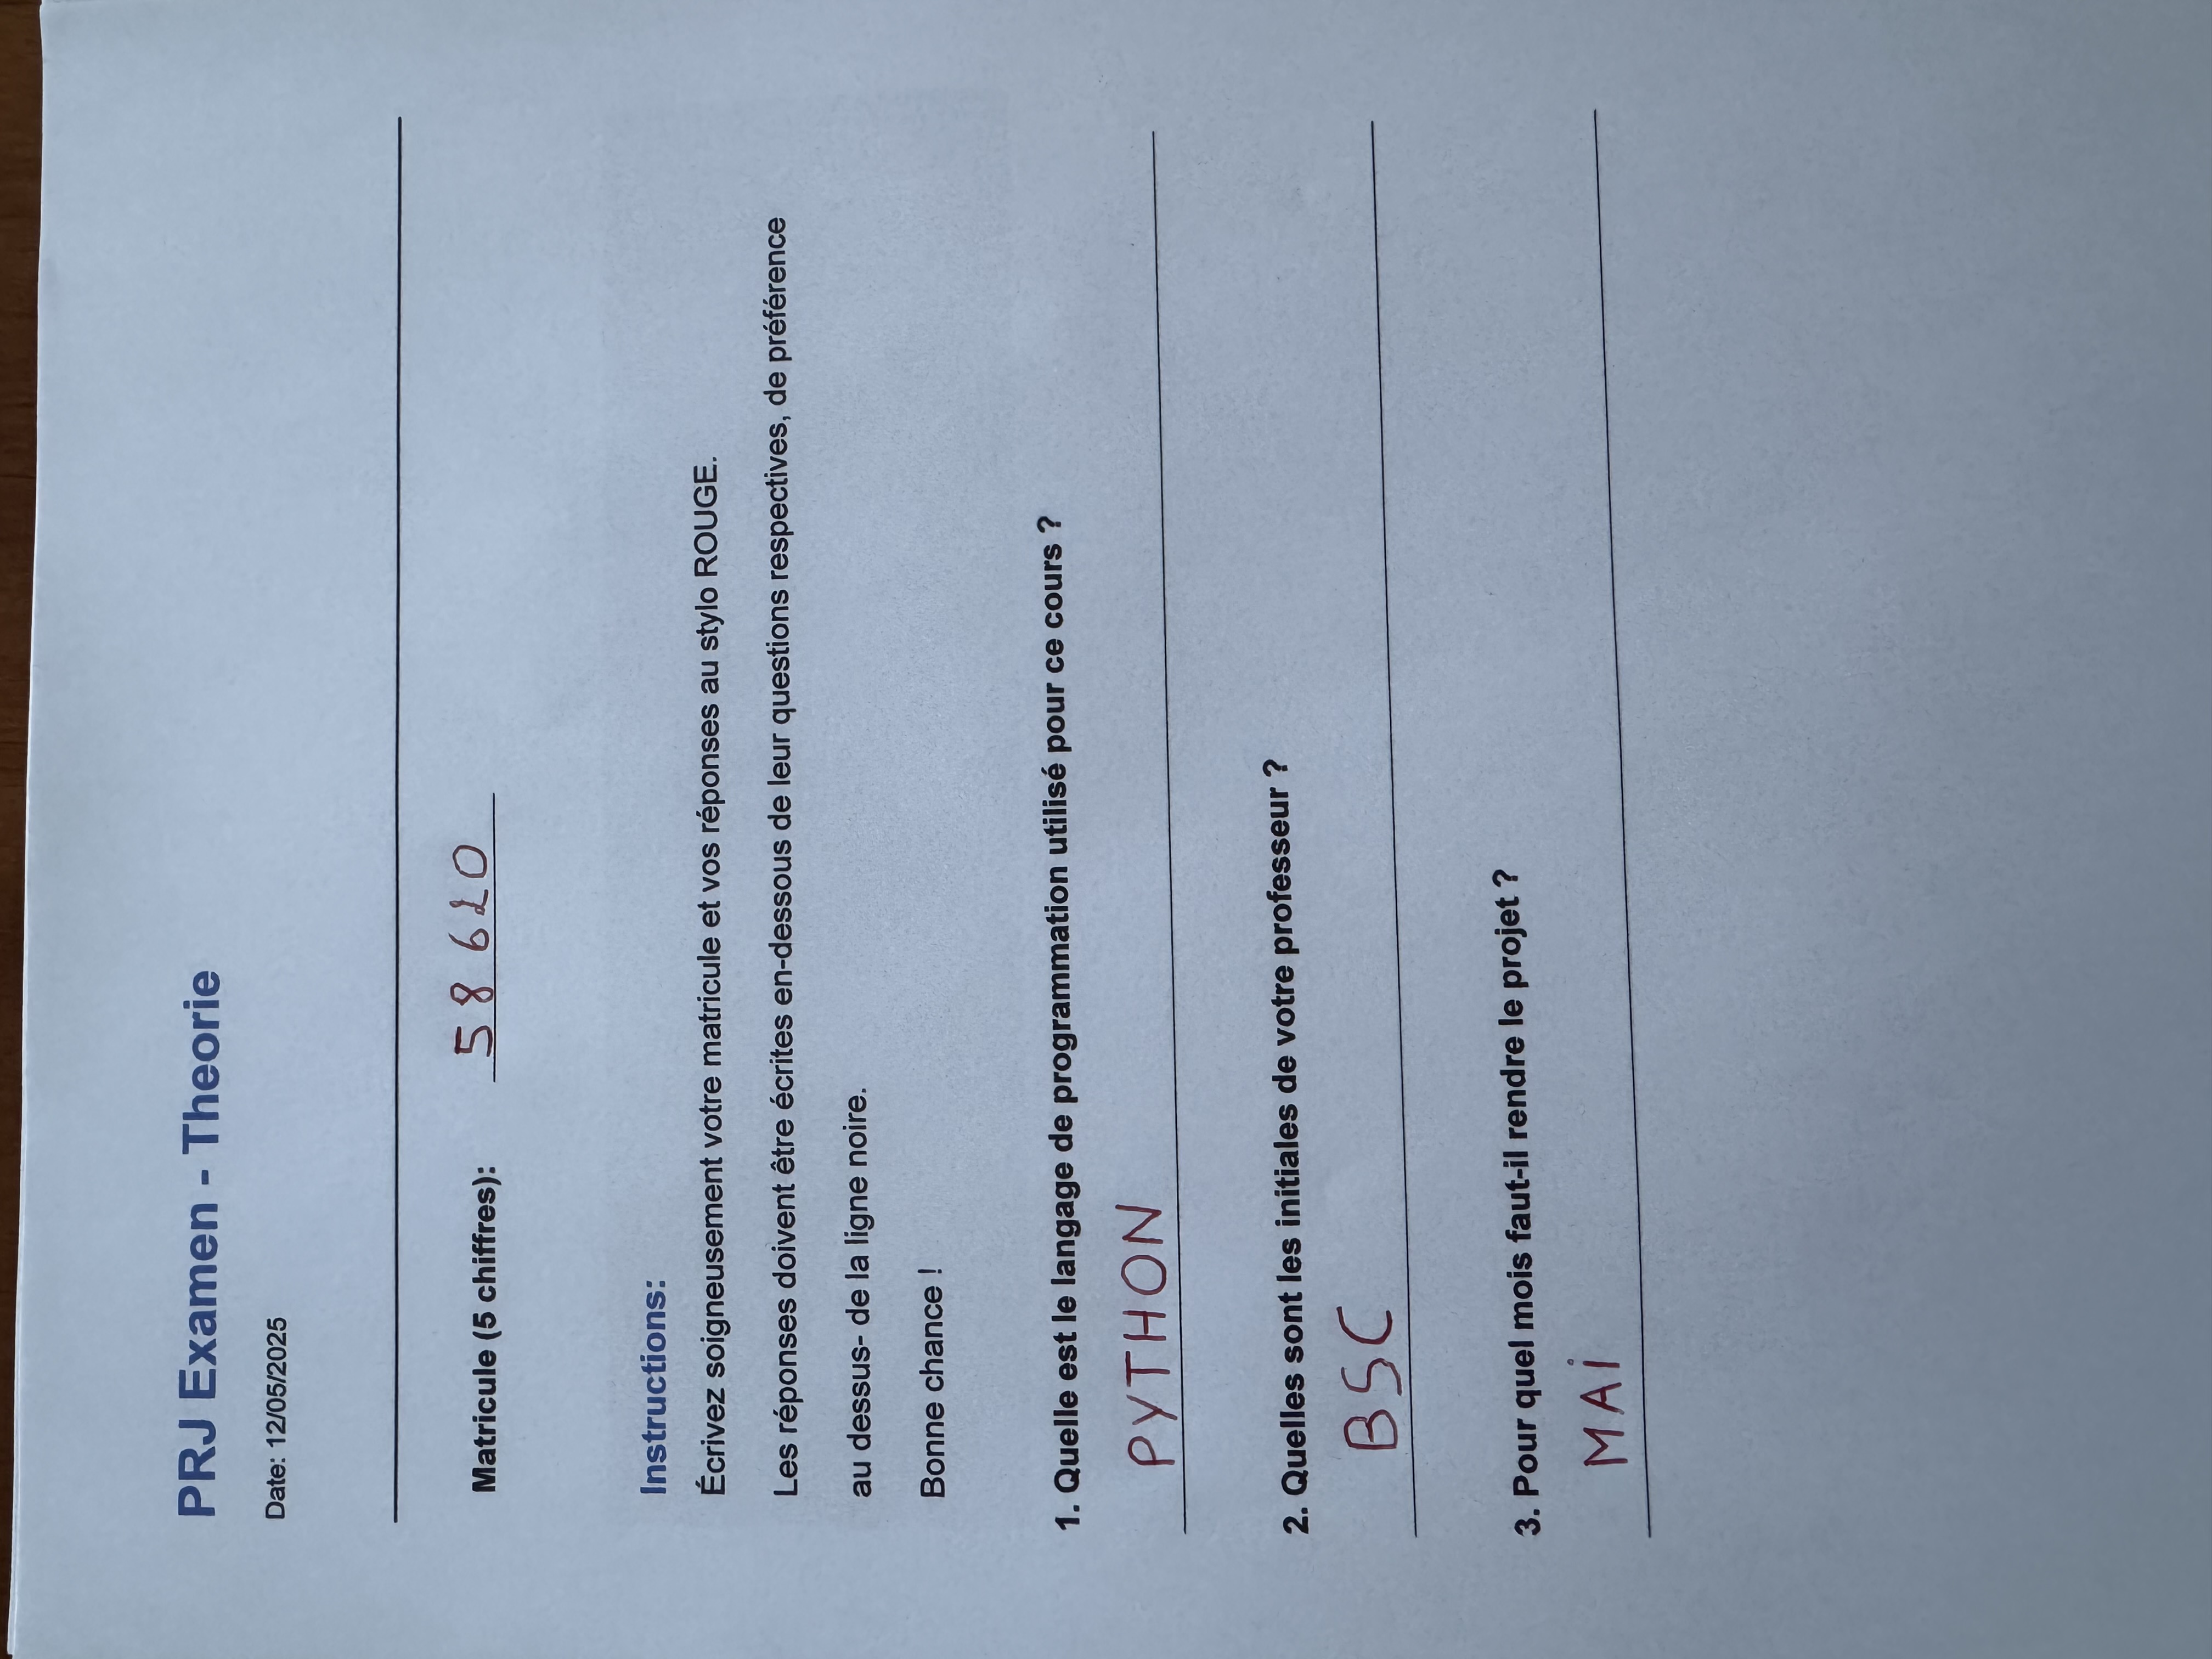 PRJ Examen - Theorie
Date: 12/05/2025
Matricule (5 chiffres): 58620
Instructions:
Écrivez soigneusement votre matricule et vos réponses au stylo ROUGE.
Les réponses doivent être écrites en-dessous de leur questions respectives, de préférence
au dessus- de la ligne noire.
Bonne chance !
1. Quelle est le langage de programmation utilisé pour ce cours ?
PYTHON
2. Quelles sont les initiales de votre professeur ?
BSC
3. Pour quel mois faut-il rendre le projet ?
MAi